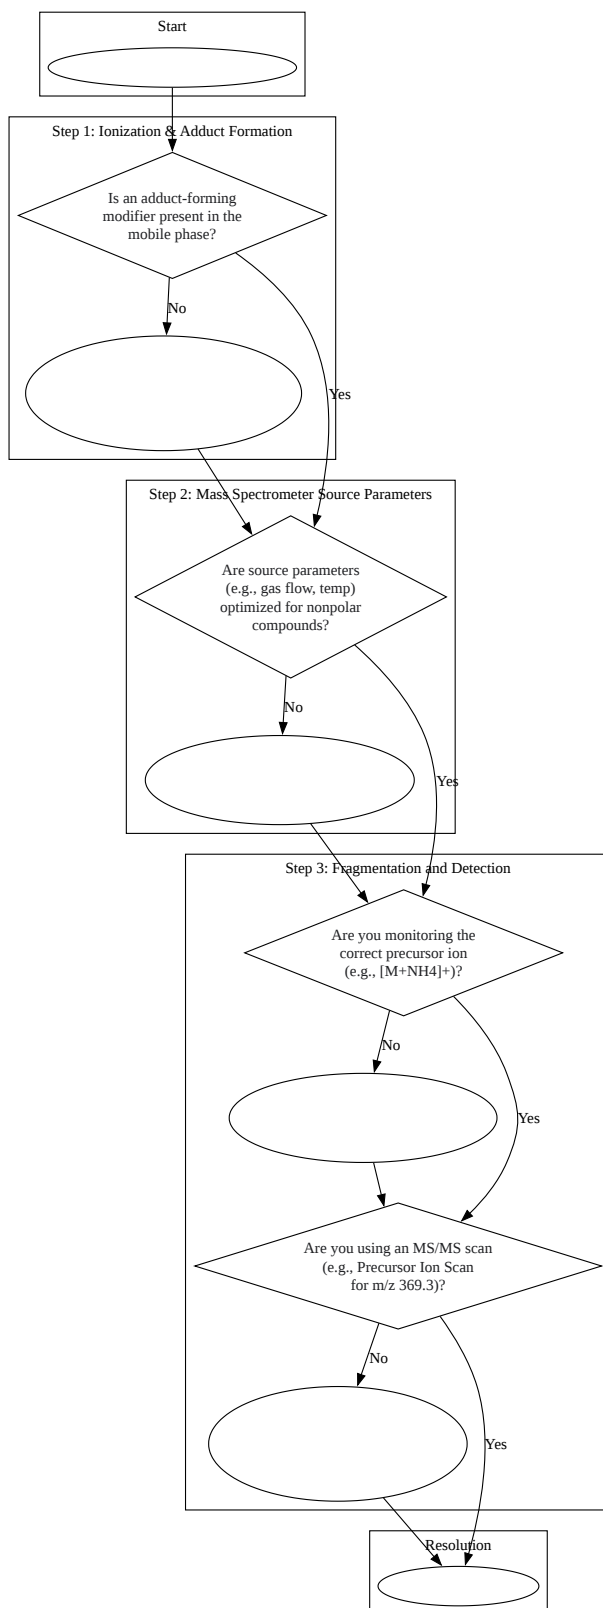 Start
Step 1: Ionization & Adduct Formation
Is an adduct-forming
modifier present in the
mobile phase?
No
Yes
Step 2: Mass Spectrometer Source Parameters
Are source parameters
(e.g., gas flow, temp)
optimized for nonpolar
compounds?
No
Yes
Step 3: Fragmentation and Detection
Are you monitoring the
correct precursor ion
(e.g., [M+NH4]+)?
No
Yes
Are you using an MS/MS scan
(e.g., Precursor Ion Scan
for m/z 369.3)?
No
Yes
Resolution